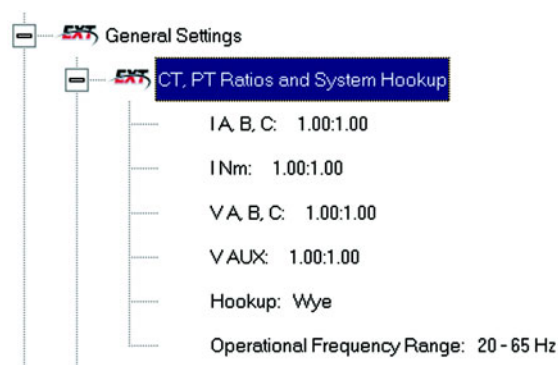 EXT General Settings
EXT CT, PT Ratios and System Hookup
I A, B, C: 1.00:1.00
I Nm: 1.00:1.00
V A, B, C: 1.00:1.00
V AUX: 1.00:1.00
Hookup: Wye
Operational Frequency Range: 20 - 65 Hz